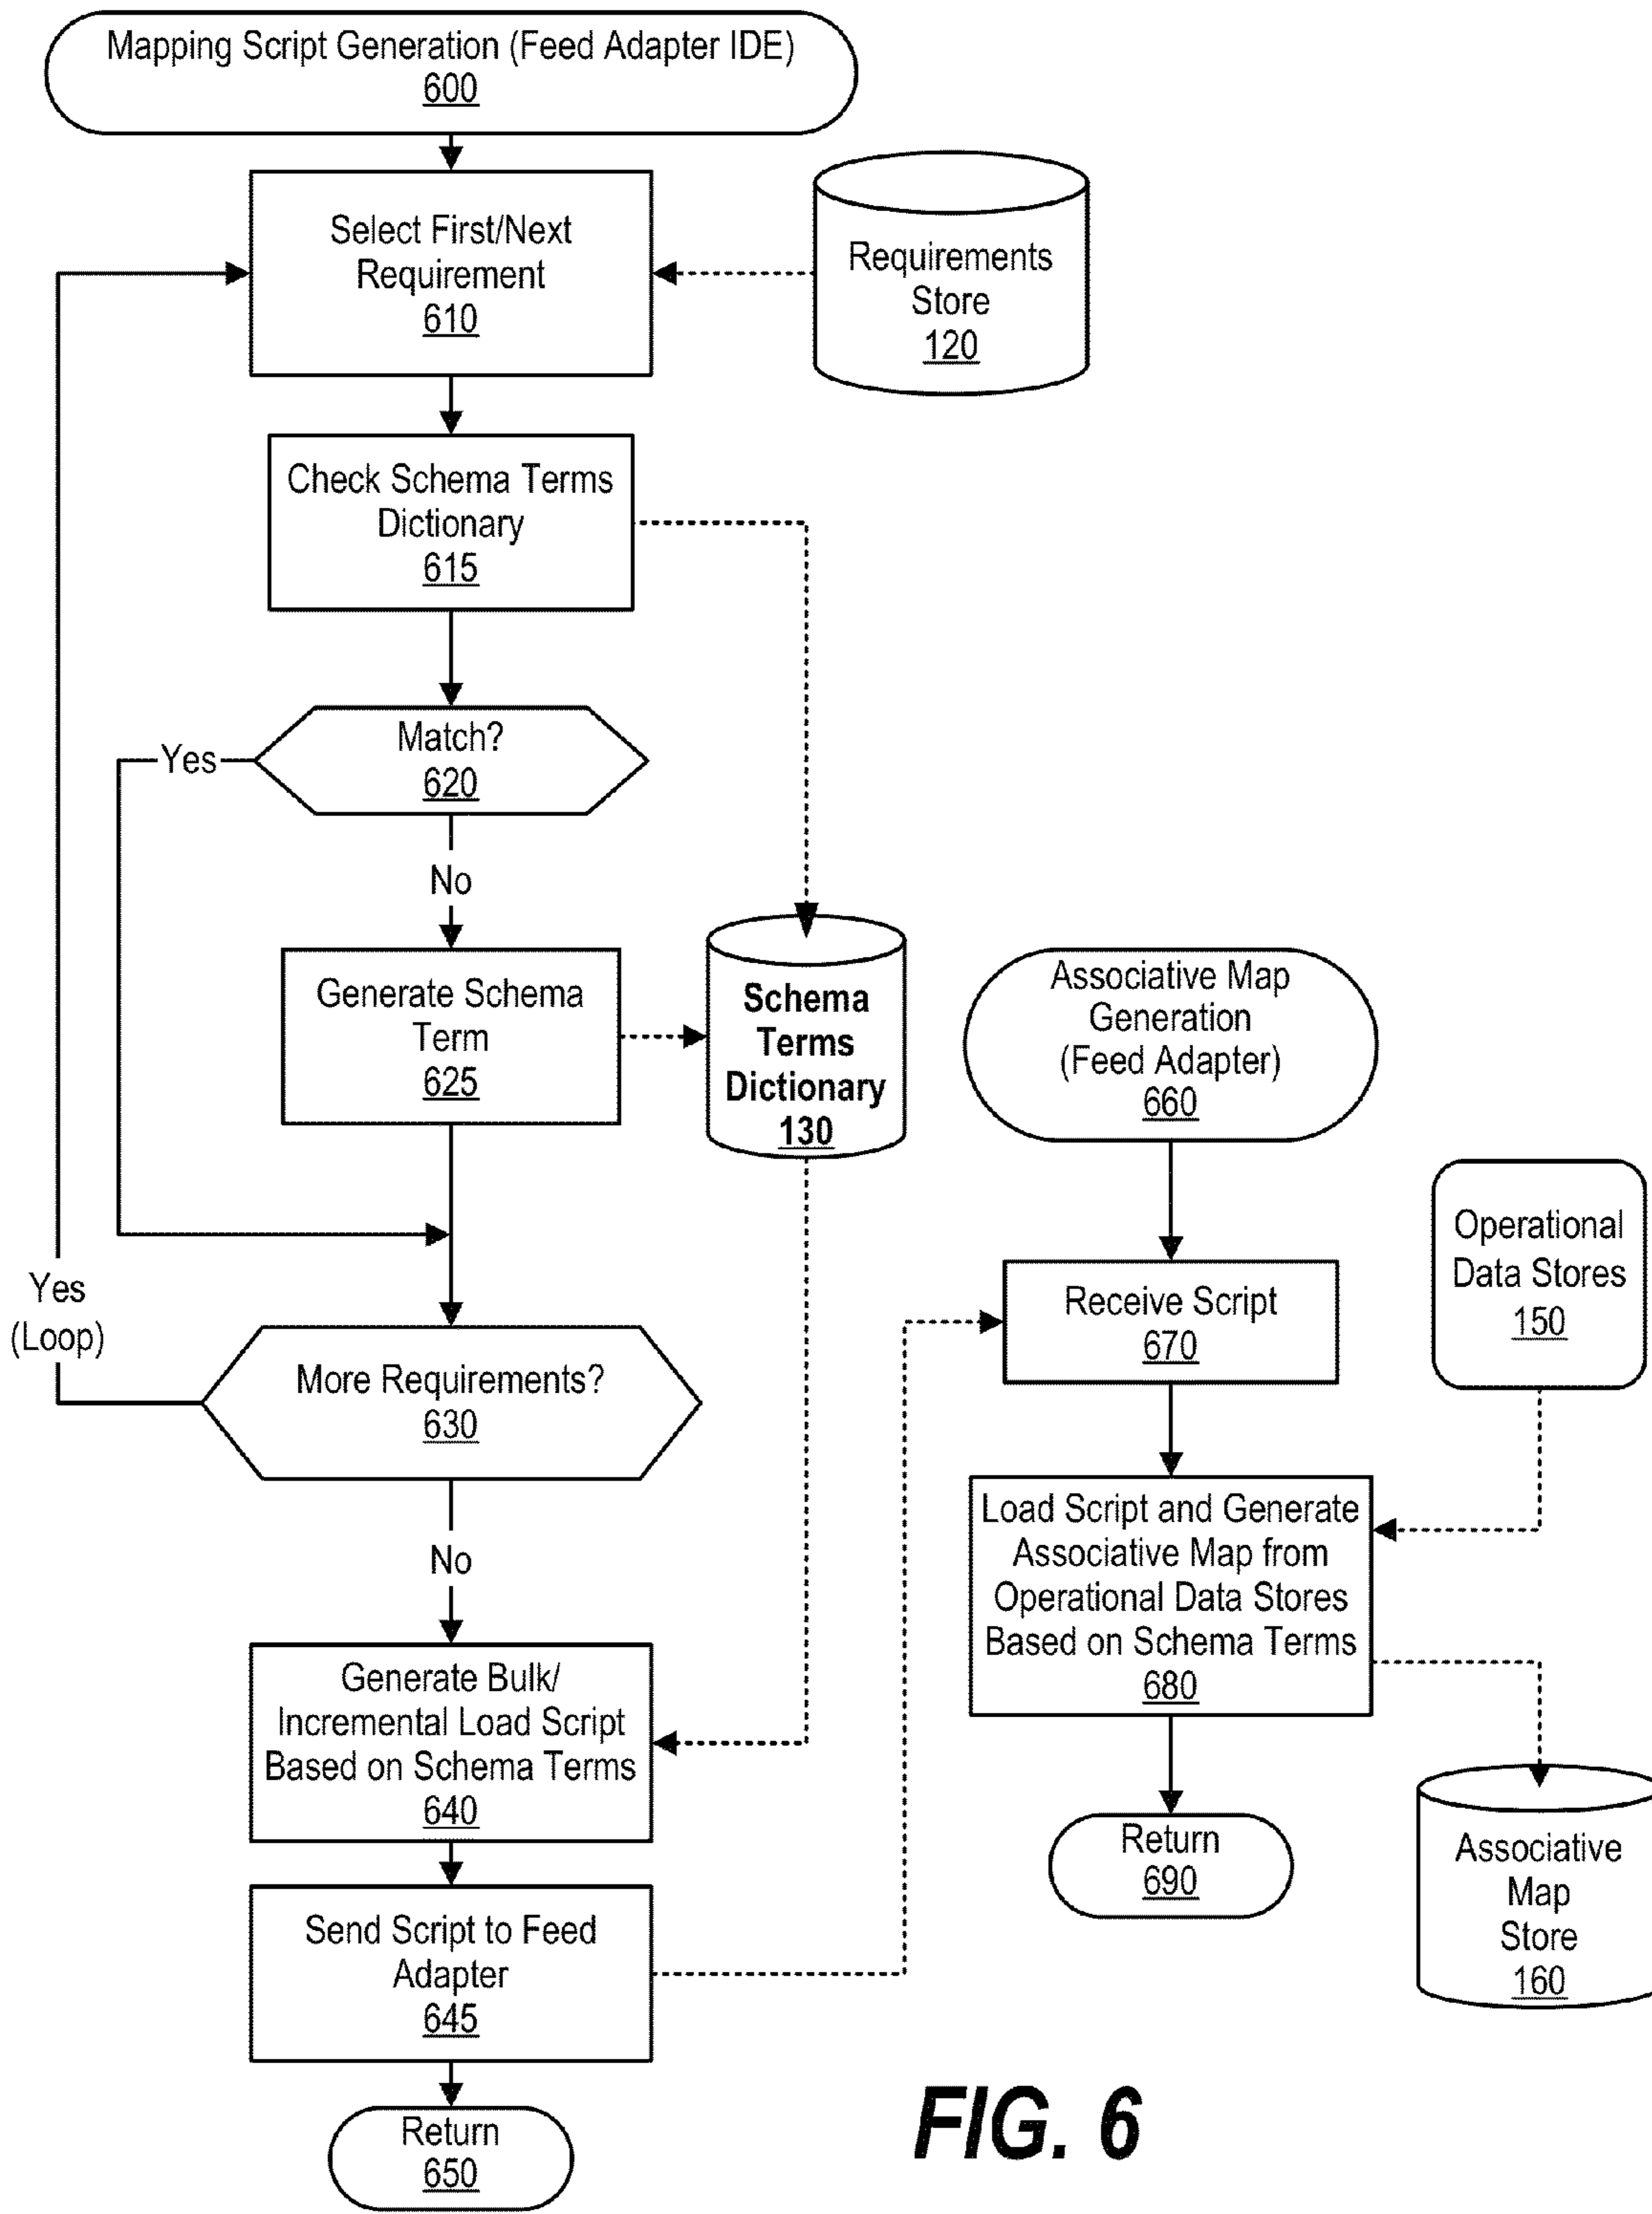 Mapping Script Generation (Feed Adapter IDE)
600
Select First/Next
Requirement
610
Requirements
Store
120
Check Schema Terms
Dictionary
615
Match?
620
Yes
No
Generate Schema
Term
625
Schema
Terms
Dictionary
130
Yes
(Loop)
More Requirements?
630
No
Generate Bulk/
Incremental Load Script
Based on Schema Terms
640
Send Script to Feed
Adapter
645
Return
650
Associative Map
Generation
(Feed Adapter)
660
Receive Script
670
Operational
Data Stores
150
Load Script and Generate
Associative Map from
Operational Data Stores
Based on Schema Terms
680
Return
690
Associative
Map
Store
160
FIG. 6